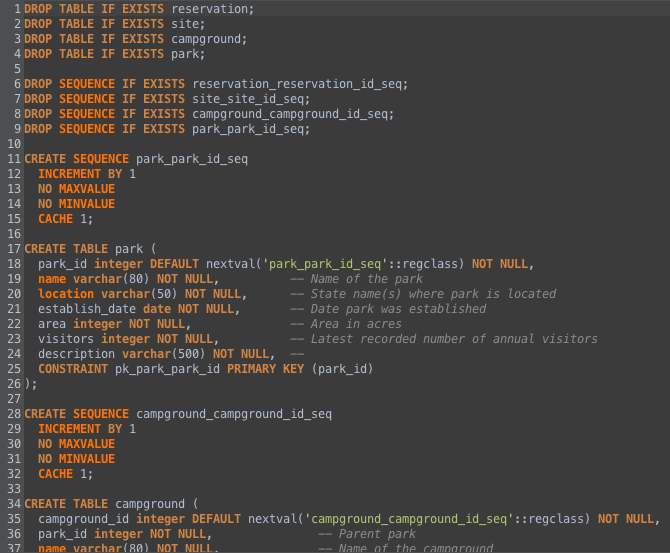 1 DROP TABLE IF EXISTS reservation;
2 DROP TABLE IF EXISTS site;
3 DROP TABLE IF EXISTS campground;
4 DROP TABLE IF EXISTS park;
5
6 DROP SEQUENCE IF EXISTS reservation_reservation_id_seq;
7 DROP SEQUENCE IF EXISTS site_site_id_seq;
8 DROP SEQUENCE IF EXISTS campground_campground_id_seq;
9 DROP SEQUENCE IF EXISTS park_park_id_seq;
10
11 CREATE SEQUENCE park_park_id_seq
12   INCREMENT BY 1
13   NO MAXVALUE
14   NO MINVALUE
15   CACHE 1;
16
17 CREATE TABLE park (
18   park_id integer DEFAULT nextval('park_park_id_seq'::regclass) NOT NULL,
19   name varchar(80) NOT NULL,          -- Name of the park
20   location varchar(50) NOT NULL,      -- State name(s) where park is located
21   establish_date date NOT NULL,       -- Date park was established
22   area integer NOT NULL,              -- Area in acres
23   visitors integer NOT NULL,          -- Latest recorded number of annual visitors
24   description varchar(500) NOT NULL,  --
25   CONSTRAINT pk_park_park_id PRIMARY KEY (park_id)
26 );
27
28 CREATE SEQUENCE campground_campground_id_seq
29   INCREMENT BY 1
30   NO MAXVALUE
31   NO MINVALUE
32   CACHE 1;
33
34 CREATE TABLE campground (
35   campground_id integer DEFAULT nextval('campground_campground_id_seq'::regclass) NOT NULL,
36   park_id integer NOT NULL,               -- Parent park
37   name varchar(80) NOT NULL,              -- Name of the campground